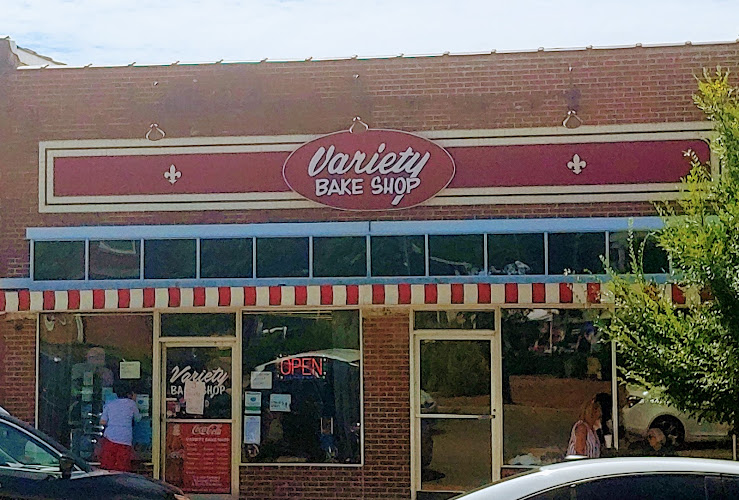 Variety
BAKE SHOP
OPEN
Variety
BAKE SHOP
Coca-Cola